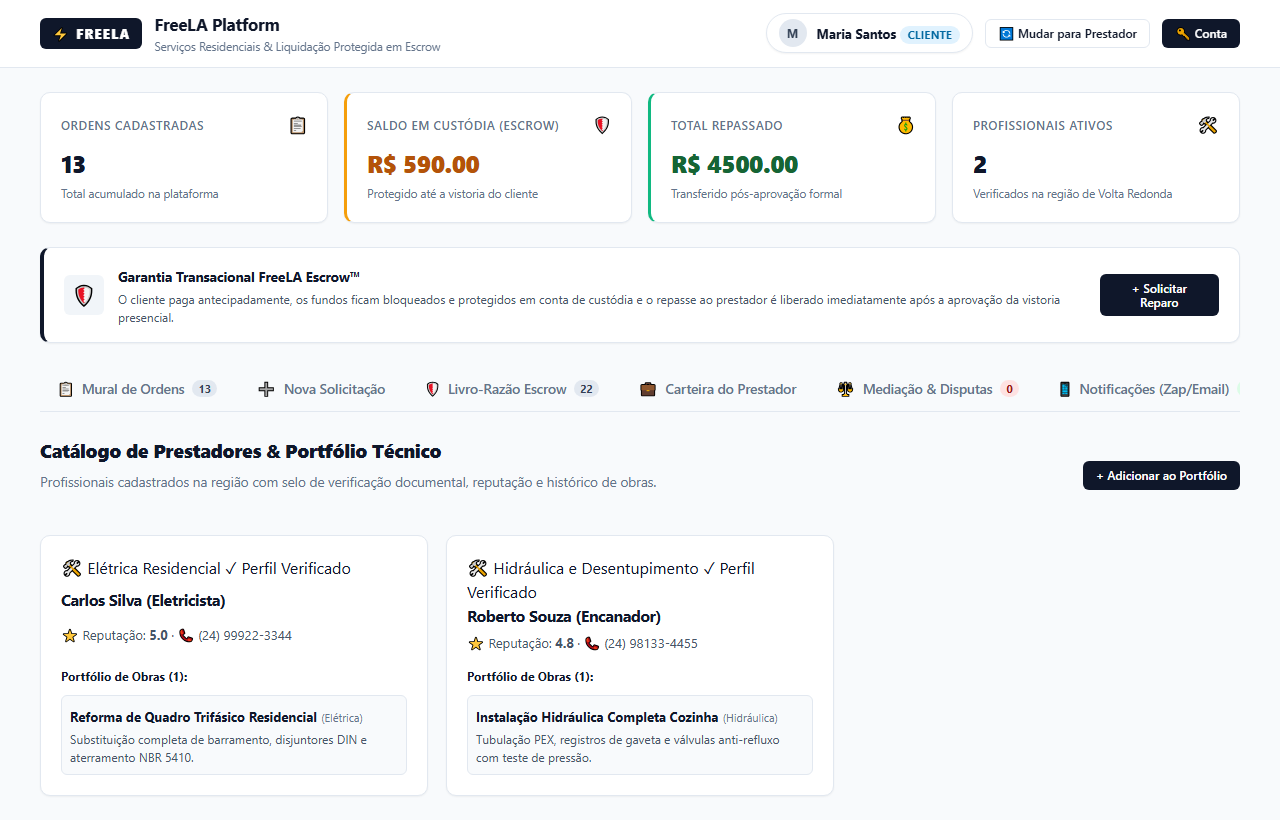 FREELA
FreeLA Platform
Serviços Residenciais & Liquidação Protegida em Escrow
M
Maria Santos
CLIENTE
Mudar para Prestador
Conta
ORDENS CADASTRADAS
13
Total acumulado na plataforma
SALDO EM CUSTÓDIA (ESCROW)
R$ 590.00
Protegido até a vistoria do cliente
TOTAL REPASSADO
R$ 4500.00
Transferido pós-aprovação formal
PROFISSIONAIS ATIVOS
2
Verificados na região de Volta Redonda
Garantia Transacional FreeLA Escrow™
O cliente paga antecipadamente, os fundos ficam bloqueados e protegidos em conta de custódia e o repasse ao prestador é liberado imediatamente após a aprovação da vistoria
presencial.
+ Solicitar
Reparo
Mural de Ordens 13
Nova Solicitação
Livro-Razão Escrow 22
Carteira do Prestador
Mediação & Disputas 0
Notificações (Zap/Email)
Catálogo de Prestadores & Portfólio Técnico
Profissionais cadastrados na região com selo de verificação documental, reputação e histórico de obras.
+ Adicionar ao Portfólio
Elétrica Residencial ✓ Perfil Verificado
Carlos Silva (Eletricista)
Reputação: 5.0 · (24) 99922-3344
Portfólio de Obras (1):
Reforma de Quadro Trifásico Residencial (Elétrica)
Substituição completa de barramento, disjuntores DIN e
aterramento NBR 5410.
Hidráulica e Desentupimento ✓ Perfil
Verificado
Roberto Souza (Encanador)
Reputação: 4.8 · (24) 98133-4455
Portfólio de Obras (1):
Instalação Hidráulica Completa Cozinha (Hidráulica)
Tubulação PEX, registros de gaveta e válvulas anti-refluxo
com teste de pressão.